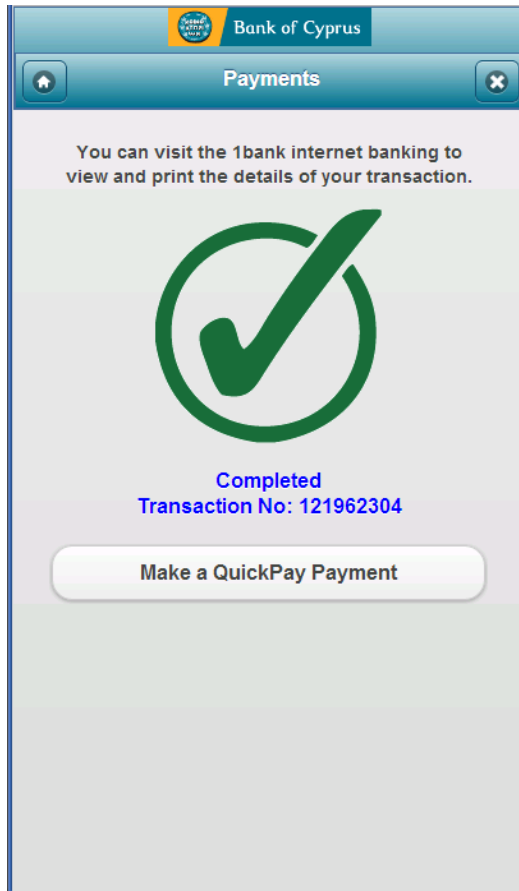 Bank of Cyprus
Payments
You can visit the 1bank internet banking to
view and print the details of your transaction.
Completed
Transaction No: 121962304
Make a QuickPay Payment